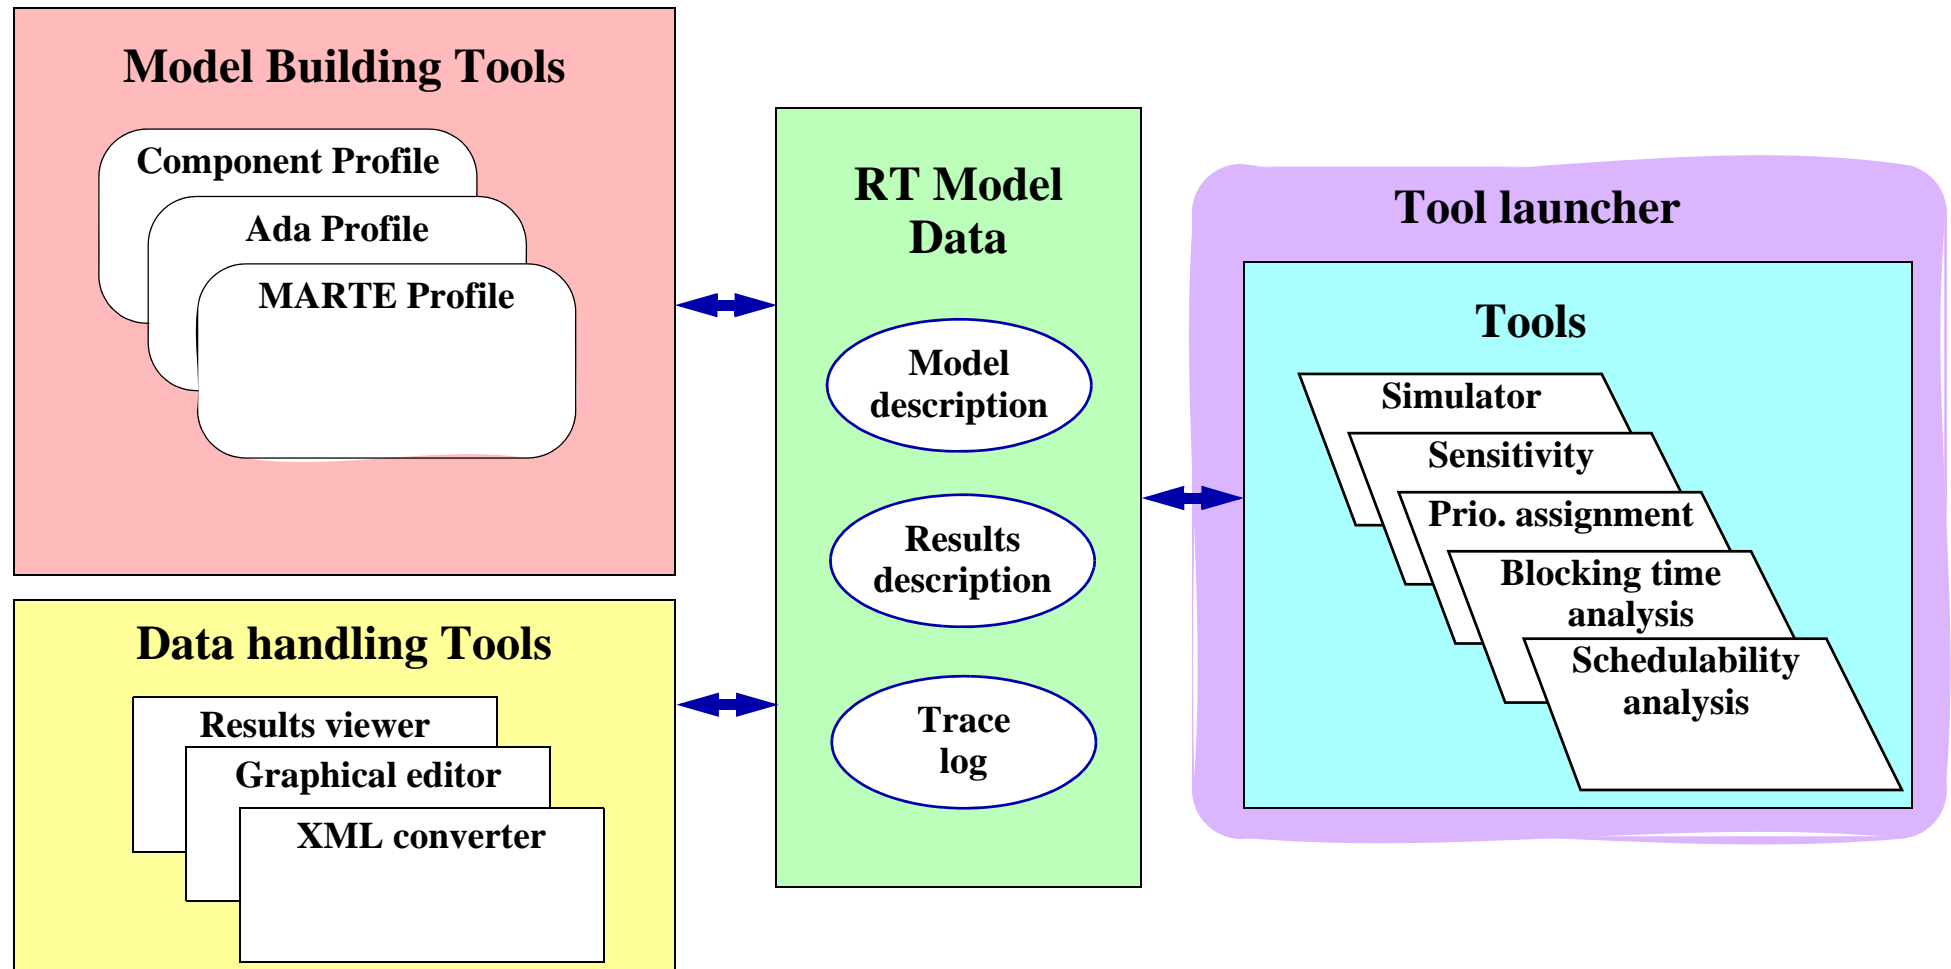 Model Building Tools
Component Profile
Ada Profile
MARTE Profile
Data handling Tools
Results viewer
Graphical editor
XML converter
RT Model
Data
Model
description
Results
description
Trace
log
Tool launcher
Tools
Simulator
Sensitivity
Prio. assignment
Blocking time
analysis
Schedulability
analysis